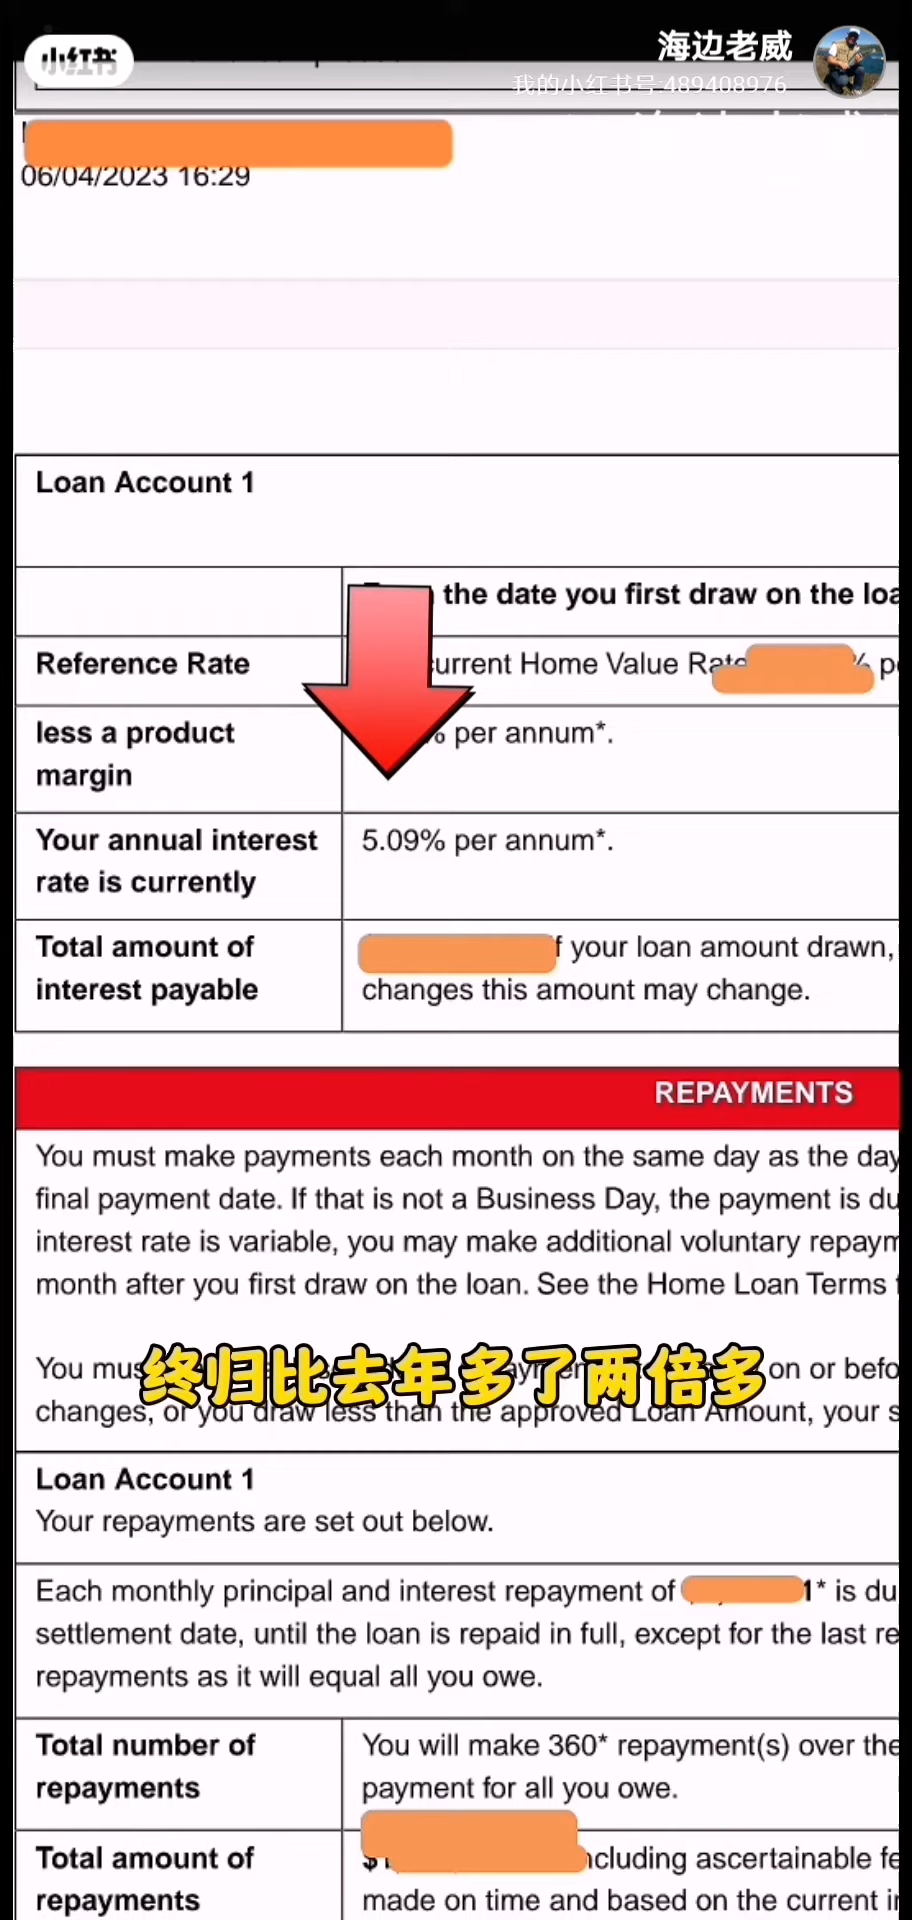 小红书
海边老威
我的小红书号:489408976
06/04/2023 16:29
Loan Account 1
the date you first draw on the loa
Reference Rate
current Home Value Rate % p
less a product
margin
% per annum*.
Your annual interest
rate is currently
5.09% per annum*.
Total amount of
interest payable
f your loan amount drawn,
changes this amount may change.
REPAYMENTS
You must make payments each month on the same day as the day
final payment date. If that is not a Business Day, the payment is du
interest rate is variable, you may make additional voluntary repaym
month after you first draw on the loan. See the Home Loan Terms
终归比去年多了两倍多
You mus on or befo
changes, or you draw less than the approved Loan Amount, your s
Loan Account 1
Your repayments are set out below.
Each monthly principal and interest repayment of 1* is du
settlement date, until the loan is repaid in full, except for the last re
repayments as it will equal all you owe.
Total number of
repayments
You will make 360* repayment(s) over the
payment for all you owe.
Total amount of
repayments
$1 ncluding ascertainable fe
made on time and based on the current in